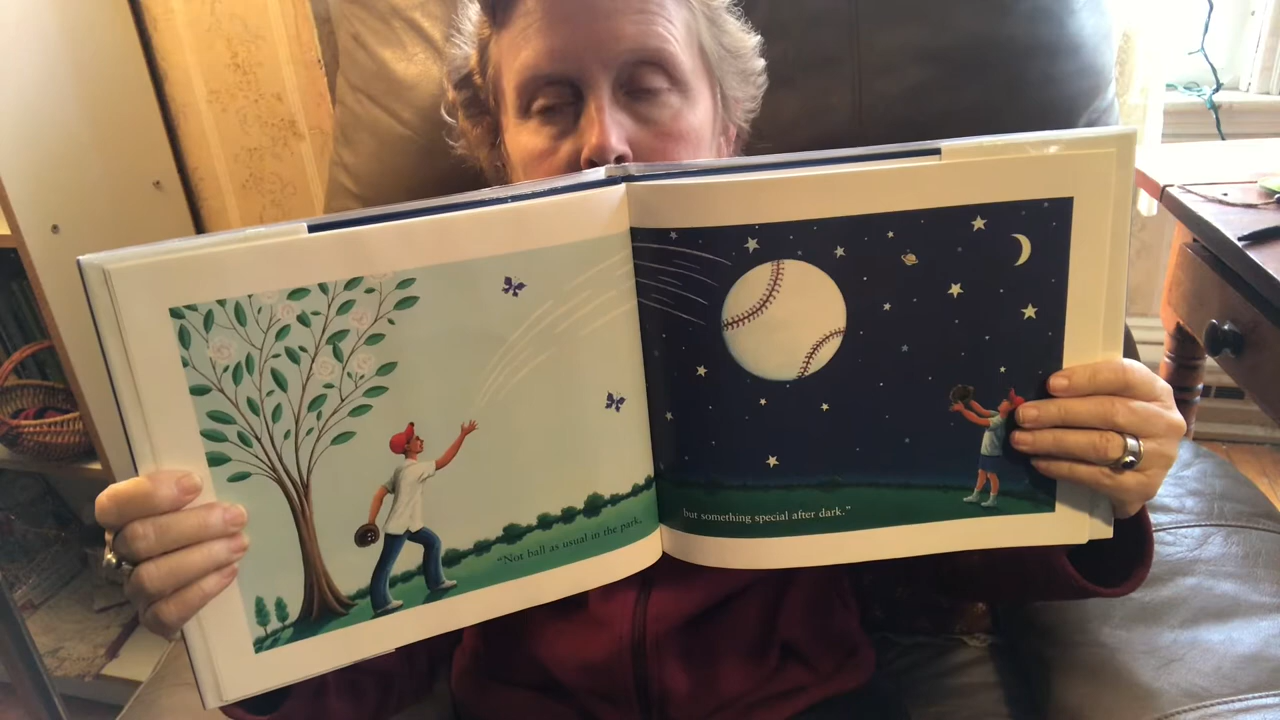 "Not ball as usual in the park,
but something special after dark."